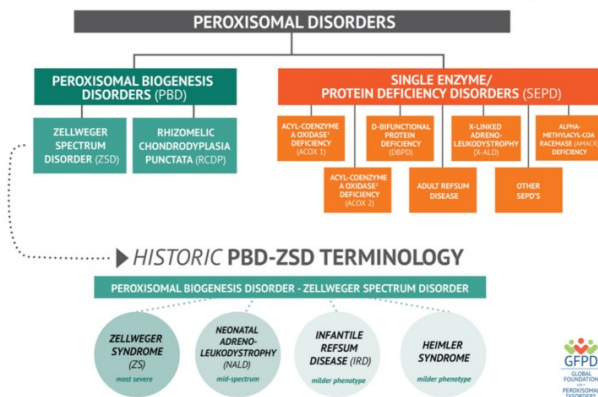 PEROXISOMAL DISORDERS
PEROXISOMAL BIOGENESIS
DISORDERS (PBD)
ZELLWEGER
SPECTRUM
DISORDER (ZSD)
RHIZOMELIC
CHONDRODYPLASIA
PUNCTATA (RCDP)
SINGLE ENZYME/
PROTEIN DEFICIENCY DISORDERS (SEPD)
ACYL-COENZYME
A OXIDASE¹
DEFICIENCY
(ACOX 1)
D-BIFUNCTIONAL
PROTEIN
DEFICIENCY
(DBPD)
X-LINKED
ADRENO-
LEUKODYSTROPHY
(X-ALD)
ALPHA-
METHYLACYL-COA
RACEMASE (AMACR)
DEFICIENCY
ACYL-COENZYME
A OXIDASE
DEFICIENCY
(ACOX 2)
ADULT REFSUM
DISEASE
OTHER
SEPD'S
HISTORIC PBD-ZSD TERMINOLOGY
PEROXISOMAL BIOGENESIS DISORDER - ZELLWEGER SPECTRUM DISORDER
ZELLWEGER
SYNDROME
(ZS)
most severe
NEONATAL
ADRENO-
LEUKODYSTROPHY
(NALD)
mid-spectrum
INFANTILE
REFSUM
DISEASE (IRD)
milder phenotype
HEIMLER
SYNDROME
milder phenotype
GFPD
GLOBAL
FOUNDATION
PEROXISOMAL
DISORDERS